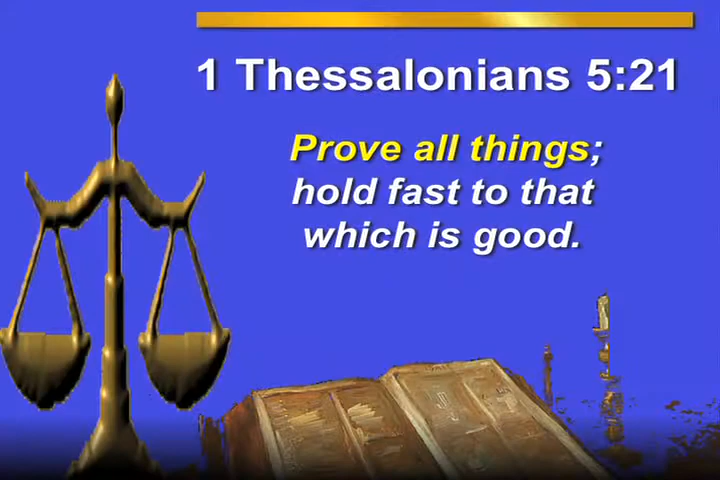 1 Thessalonians 5:21
Prove all things;
hold fast to that
which is good.